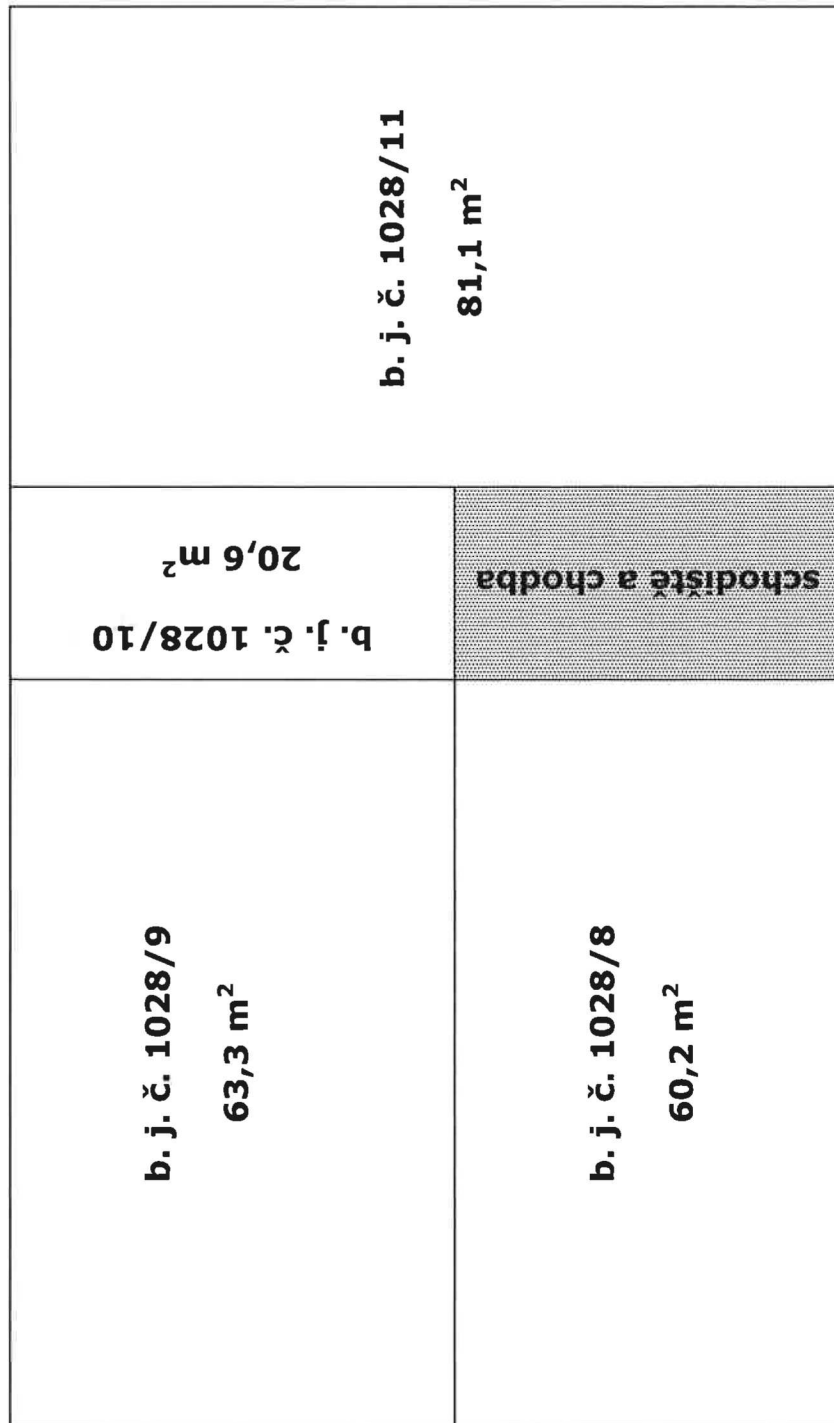 b. j. č. 1028/11
81,1 m²
b. j. č. 1028/10
20,6 m²
schodiště a chodba
b. j. č. 1028/9
63,3 m²
b. j. č. 1028/8
60,2 m²